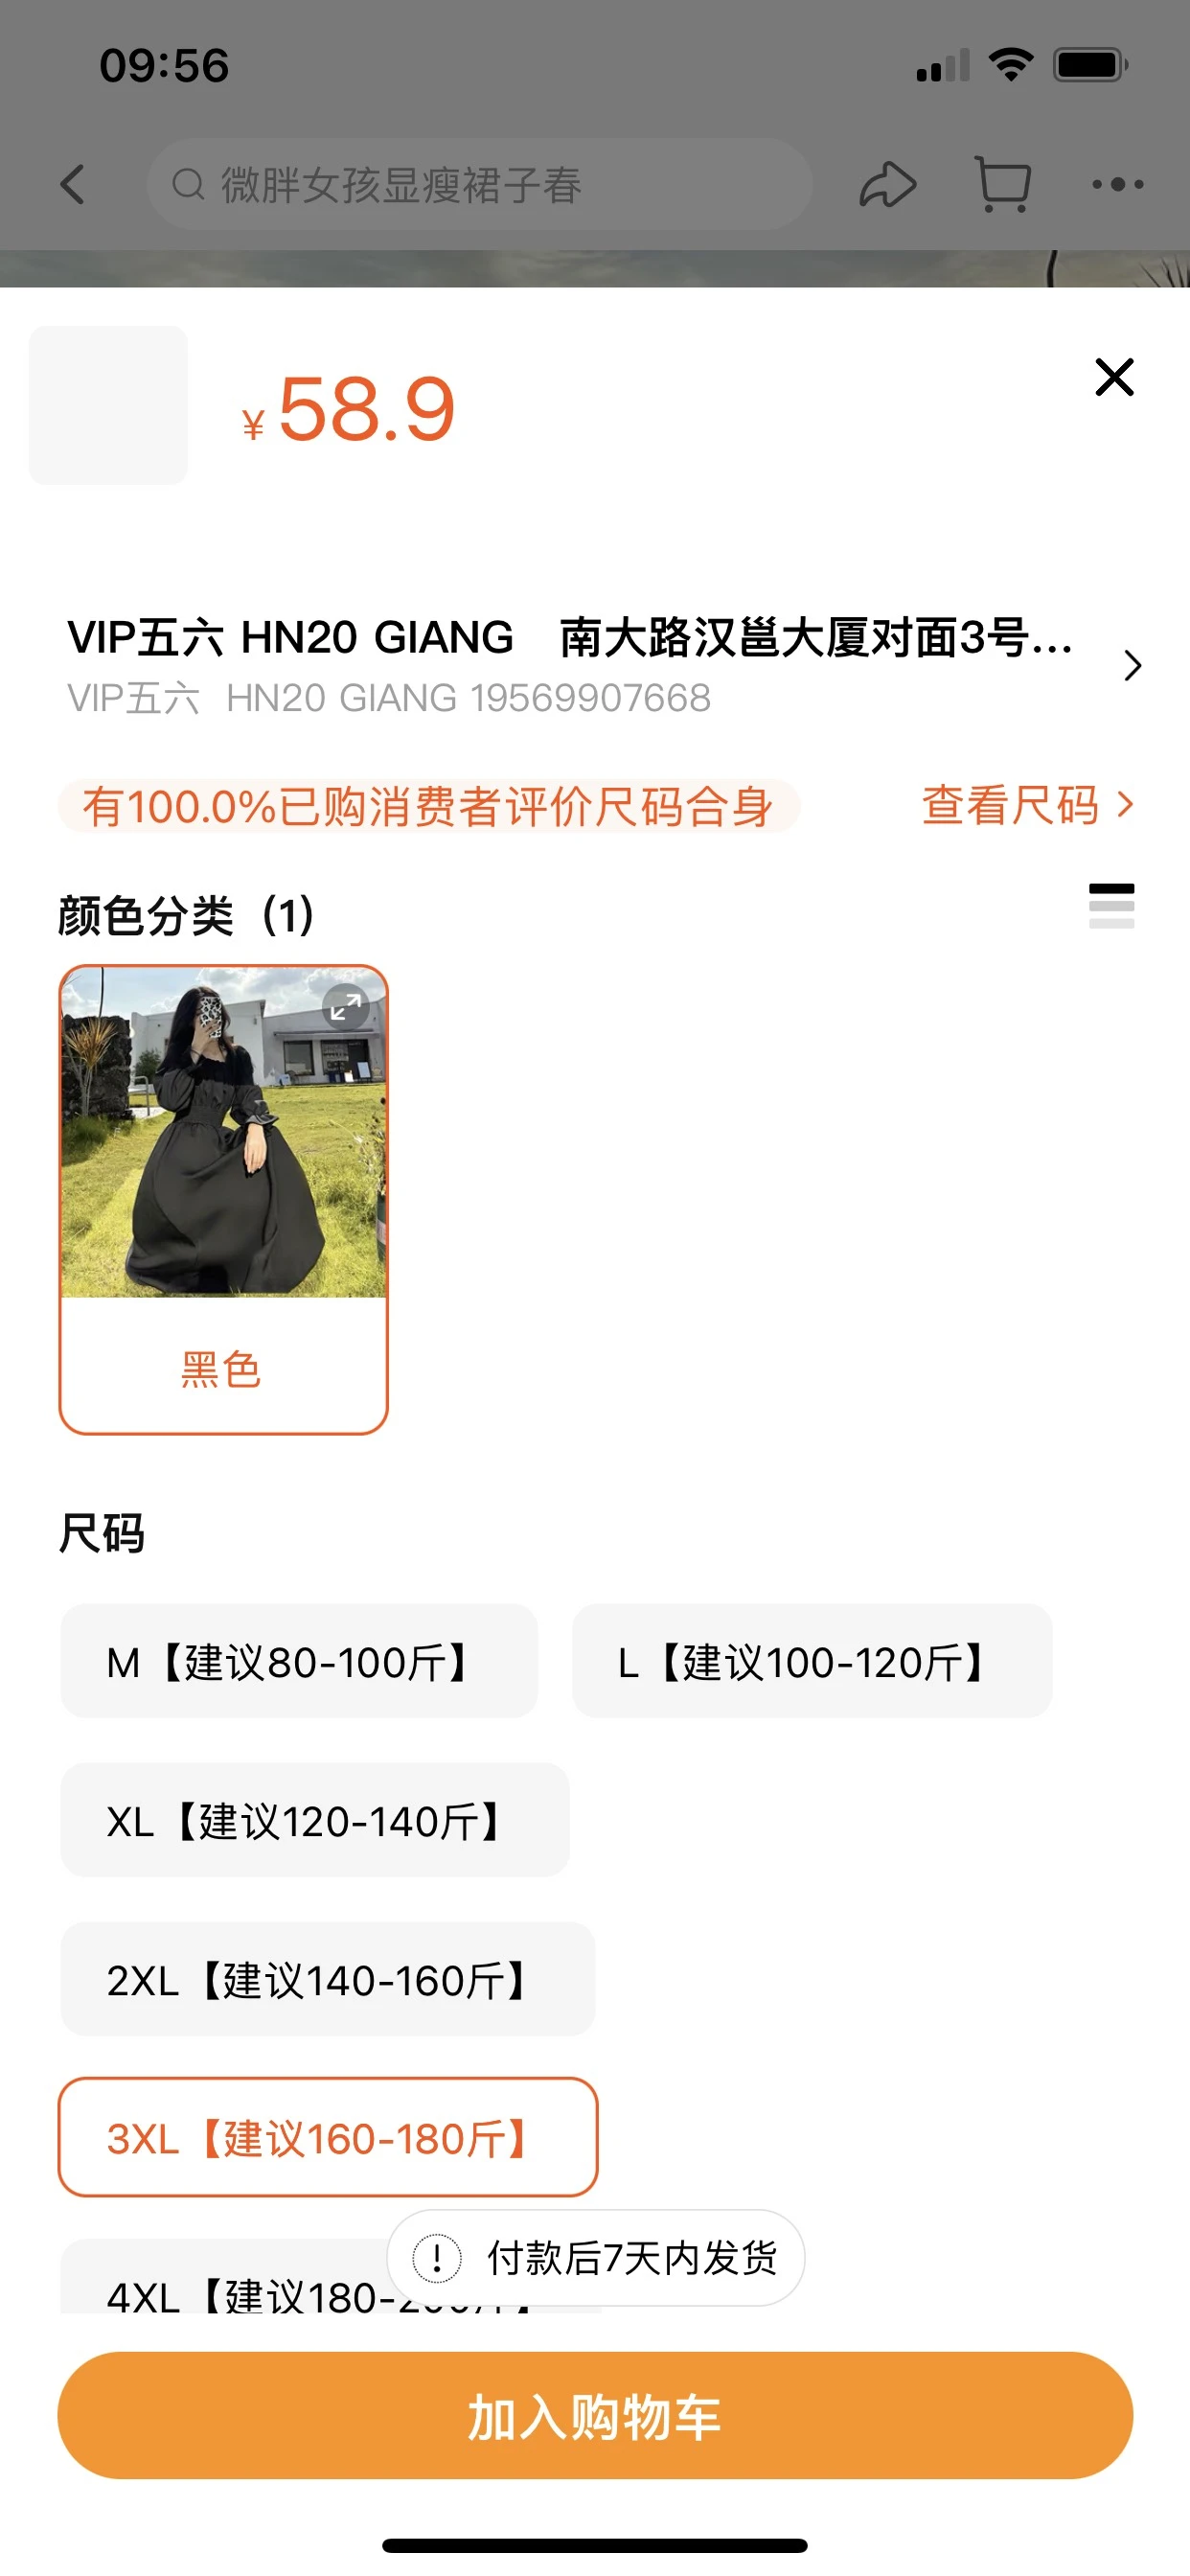 09:56
微胖女孩显瘦裙子春
¥58.9
VIP五六 HN20 GIANG 南大路汉邕大厦对面3号...
VIP五六 HN20 GIANG 19569907668
有100.0%已购消费者评价尺码合身 查看尺码
颜色分类 (1)
黑色
尺码
M【建议80-100斤】 L【建议100-120斤】
XL【建议120-140斤】
2XL【建议140-160斤】
3XL【建议160-180斤】
付款后7天内发货
4XL【建议180-200斤】
加入购物车